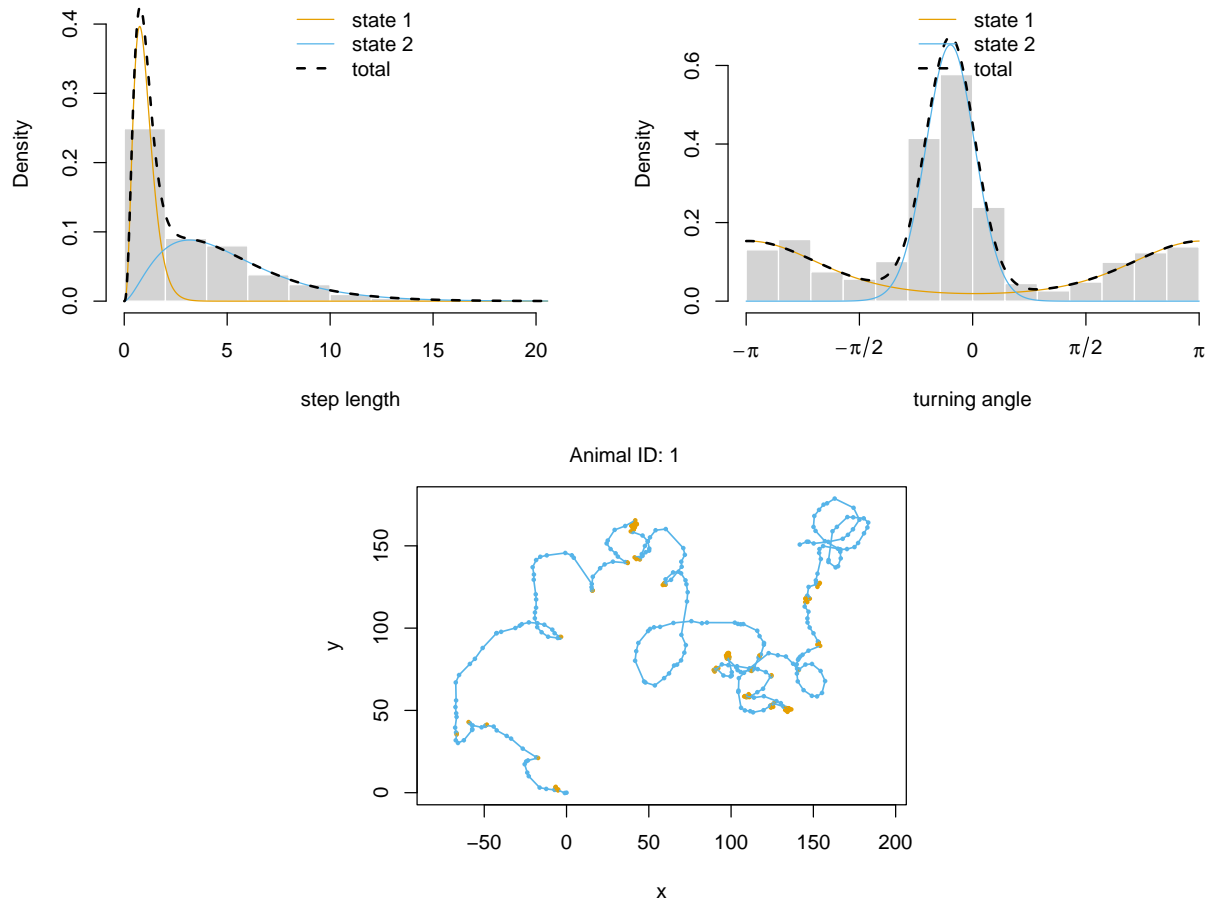 state 1
state 2
total
Density
0.0 0.1 0.2 0.3 0.4
0 5 10 15 20
step length
state 1
state 2
total
Density
0.0 0.2 0.4 0.6
−π −π/2 0 π/2 π
turning angle
Animal ID: 1
y
0 50 100 150
−50 0 50 100 150 200
x